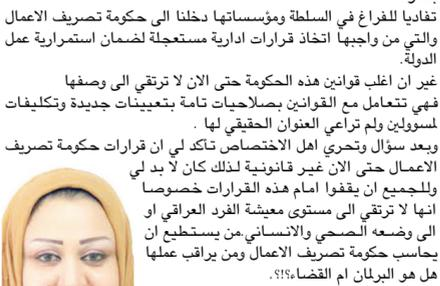 تفاديا للفراغ في السلطة ومؤسساتها دخلنا الى حكومة تصريف الاعمال
والتي من واجبها اتخاذ قرارات ادارية مستعجلة لضمان استمرارية عمل
الدولة.
غير ان اغلب قوانين هذه الحكومة حتى الان لا ترتقي الى وصفها
فهي تتعامل مع القوانين بصلاحيات تامة بتعيينات جديدة وتكليفات
لمسوولين ولم تراعي العنوان الحقيقي لها .
وبعد سؤال وتحري اهل الاختصاص تأكد لي ان قرارات حكومة تصريف
الاعمال حتى الان غير قانونية لذلك كان لا بد لي
وللجميع ان يقفوا امام هذه القرارات خصوصا
انها لا ترتقي الى مستوى معيشة الفرد العراقي او
الى وضعه الصحي والانساني.من يستطيع ان
يحاسب حكومة تصريف الاعمال ومن يراقب عملها
هل هو البرلمان ام القضاء؟!؟.